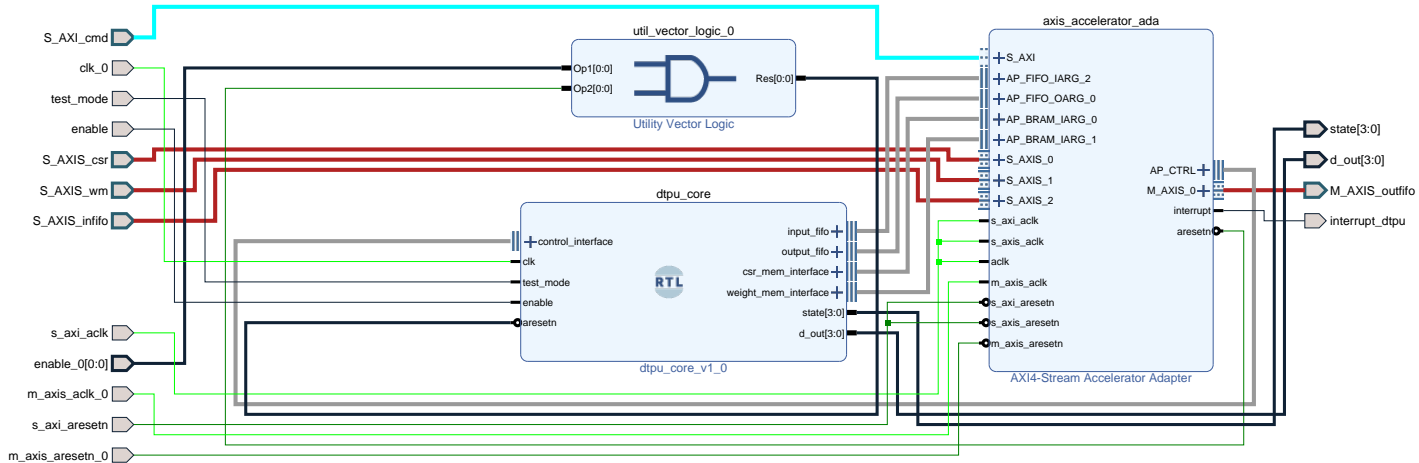 S_AXI_cmd
clk_0
test_mode
enable
S_AXIS_csr
S_AXIS_wm
S_AXIS_infifo
s_axi_aclk
enable_0[0:0]
m_axis_aclk_0
s_axi_aresetn
m_axis_aresetn_0
util_vector_logic_0
Op1[0:0]
Op2[0:0]
Res[0:0]
Utility Vector Logic
dtpu_core
control_interface
clk
test_mode
enable
aresetn
RTL
input_fifo
output_fifo
csr_mem_interface
weight_mem_interface
state[3:0]
d_out[3:0]
dtpu_core_v1_0
axis_accelerator_ada
S_AXI
AP_FIFO_IARG_2
AP_FIFO_OARG_0
AP_BRAM_IARG_0
AP_BRAM_IARG_1
S_AXIS_0
S_AXIS_1
S_AXIS_2
s_axi_aclk
s_axis_aclk
aclk
m_axis_aclk
s_axi_aresetn
s_axis_aresetn
m_axis_aresetn
AP_CTRL
M_AXIS_0
interrupt
aresetn
AXI4-Stream Accelerator Adapter
state[3:0]
d_out[3:0]
M_AXIS_outfifo
interrupt_dtpu